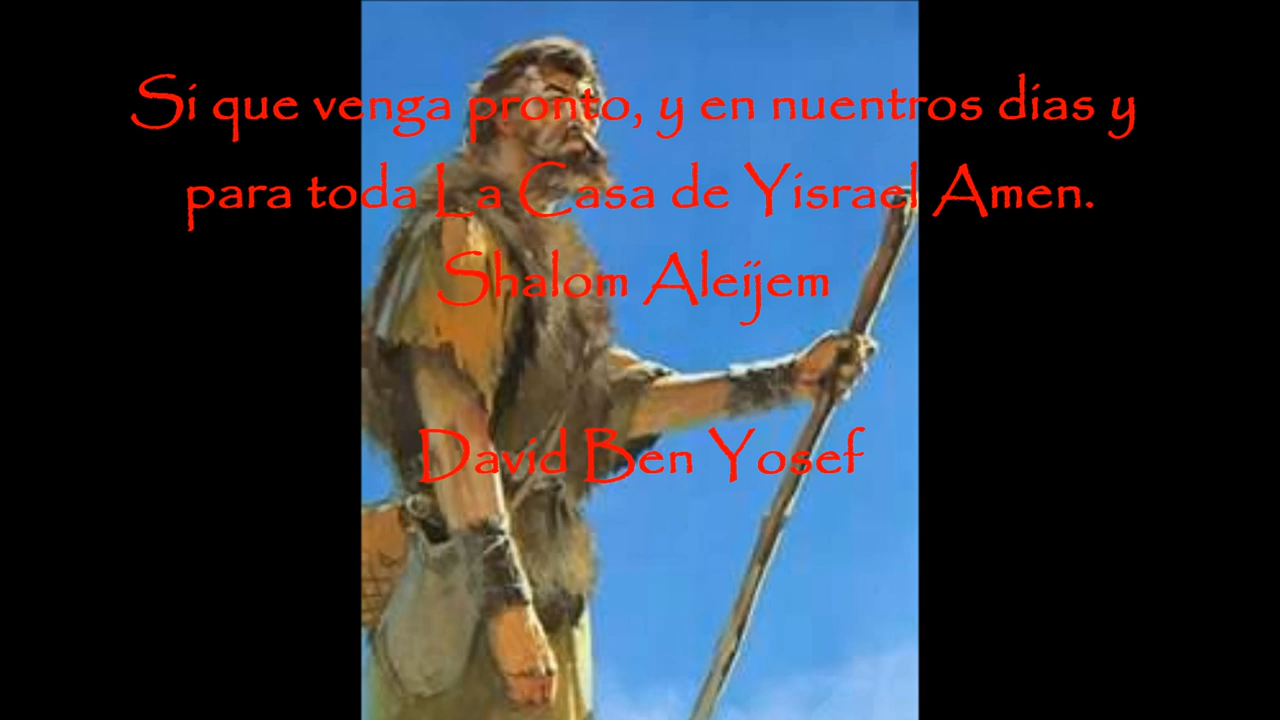 Si que venga pronto, y en nuentros dias y
para toda La Casa de Yisrael Amen.
Shalom Aleijem
David Ben Yosef